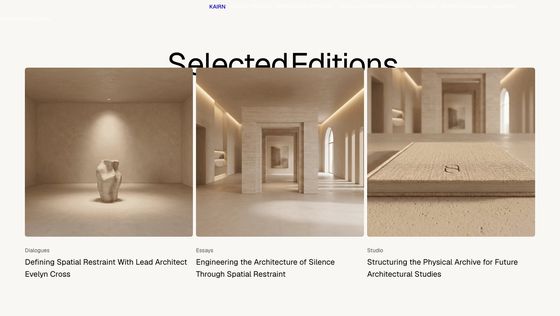 KAIRN
Selected Editions
Dialogues
Defining Spatial Restraint With Lead Architect
Evelyn Cross
Essays
Engineering the Architecture of Silence
Through Spatial Restraint
Studio
Structuring the Physical Archive for Future
Architectural Studies